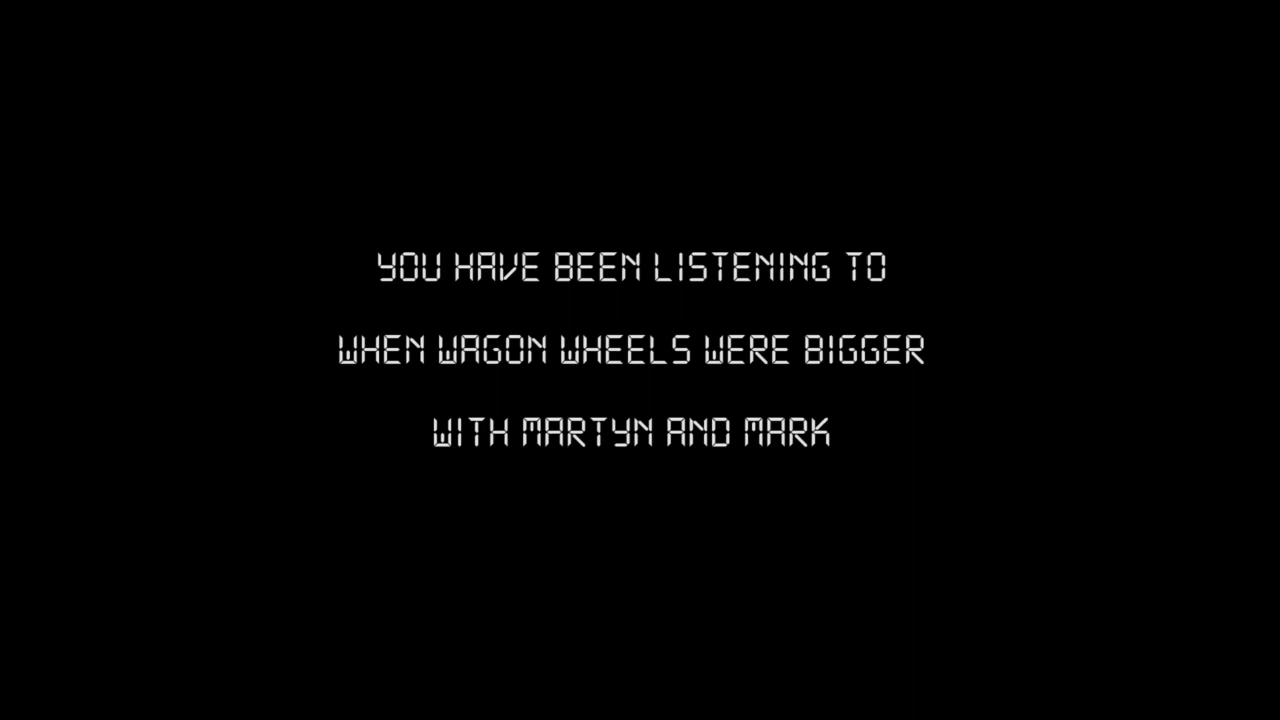 YOU HAVE BEEN LISTENING TO
WHEN WAGON WHEELS WERE BIGGER
WITH MARTYN AND MARK